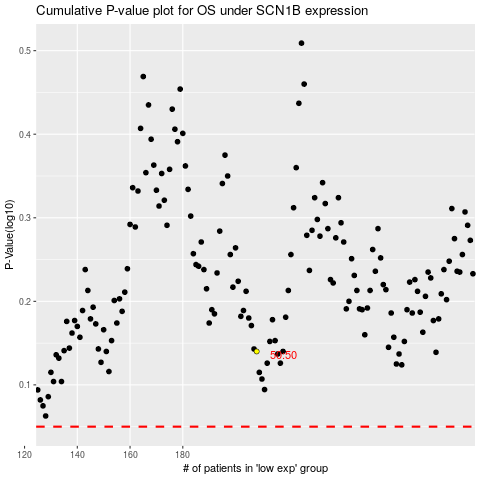 Cumulative P-value plot for OS under SCN1B expression
P-Value(log10)
0.5
0.4
0.3
0.2
0.1
50:50
120 140 160 180
# of patients in 'low exp' group